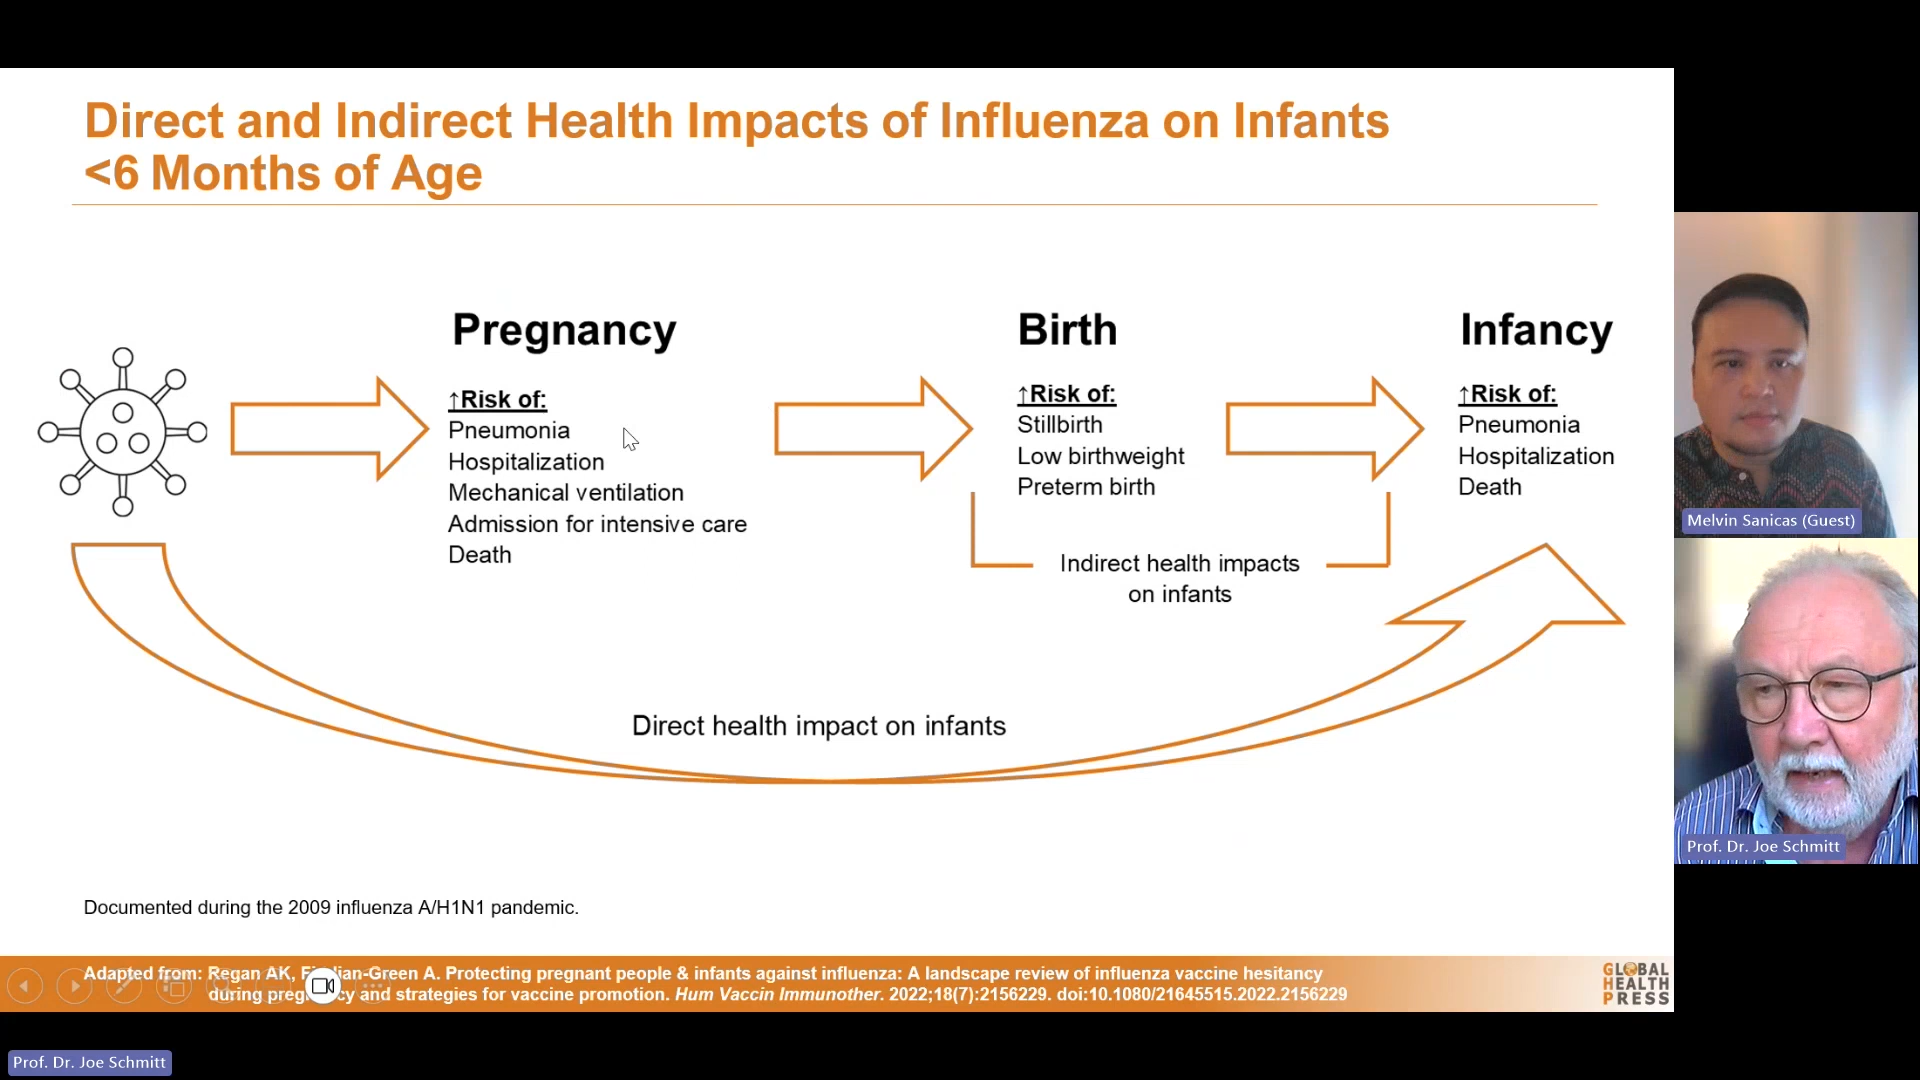 Direct and Indirect Health Impacts of Influenza on Infants
<6 Months of Age
Pregnancy
↑Risk of:
Pneumonia
Hospitalization
Mechanical ventilation
Admission for intensive care
Death
Birth
↑Risk of:
Stillbirth
Low birthweight
Preterm birth
Infancy
↑Risk of:
Pneumonia
Hospitalization
Death
Indirect health impacts
on infants
Direct health impact on infants
Documented during the 2009 influenza A/H1N1 pandemic.
Adapted from: Regan AK, Green A. Protecting pregnant people & infants against influenza: A landscape review of influenza vaccine hesitancy
during and strategies for vaccine promotion. Hum Vaccin Immunother. 2022;18(7):2156229. doi:10.1080/21645515.2022.2156229
GLOBAL
HEALTH
PRESS
Melvin Sanicas (Guest)
Prof. Dr. Joe Schmitt
Prof. Dr. Joe Schmitt